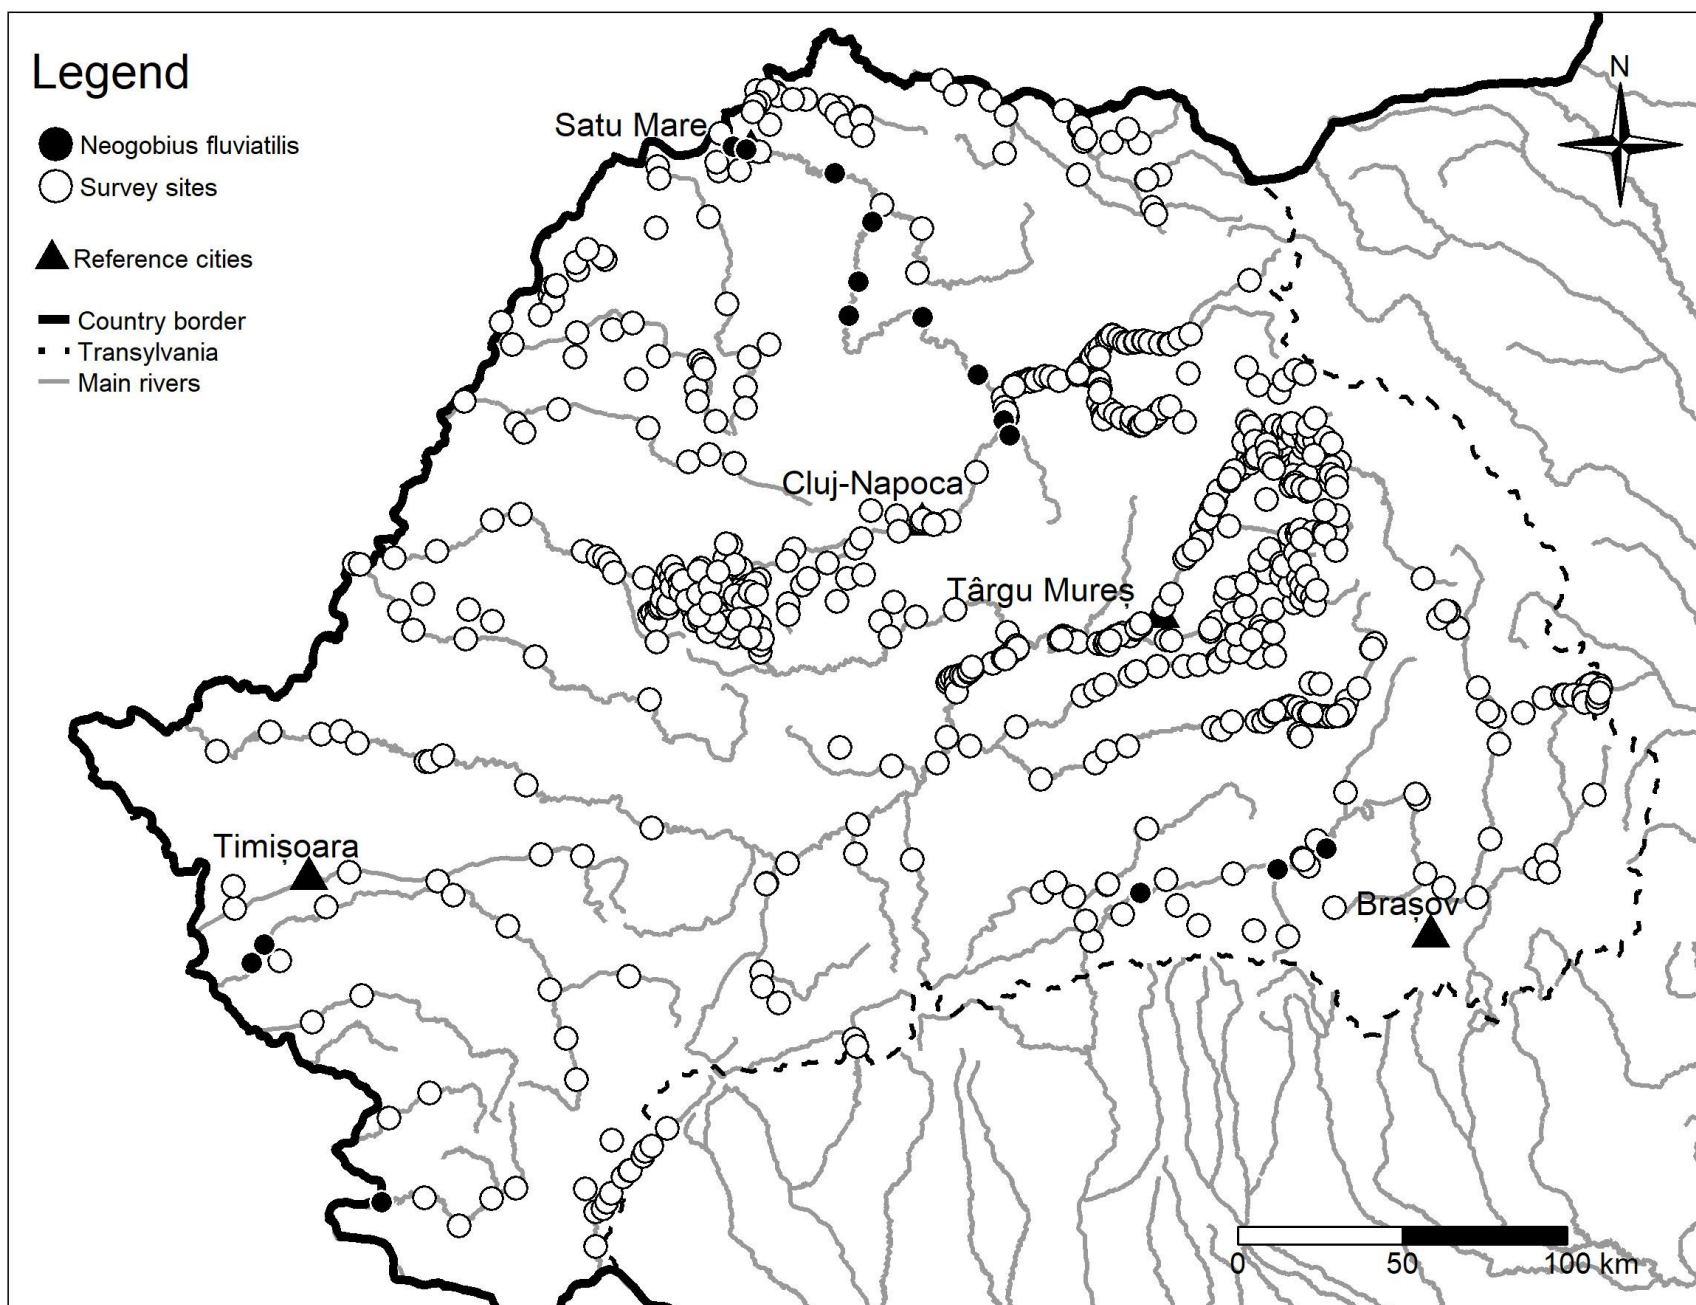 Legend
Neogobius fluviatilis
Survey sites
Reference cities
Country border
Transylvania
Main rivers
N
Satu Mare
Cluj-Napoca
Târgu Mureș
Timișoara
Brașov
0 50 100 km